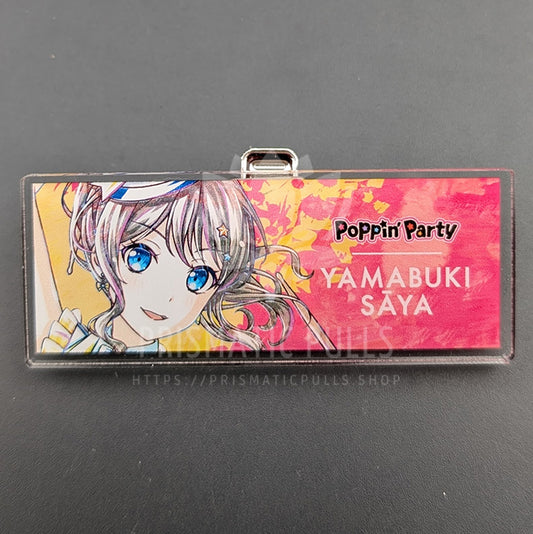 Poppin'Party
YAMABUKI
SĀYA
PRISMATIC PULLS
HTTPS://PRISMATICPULLS.SHOP